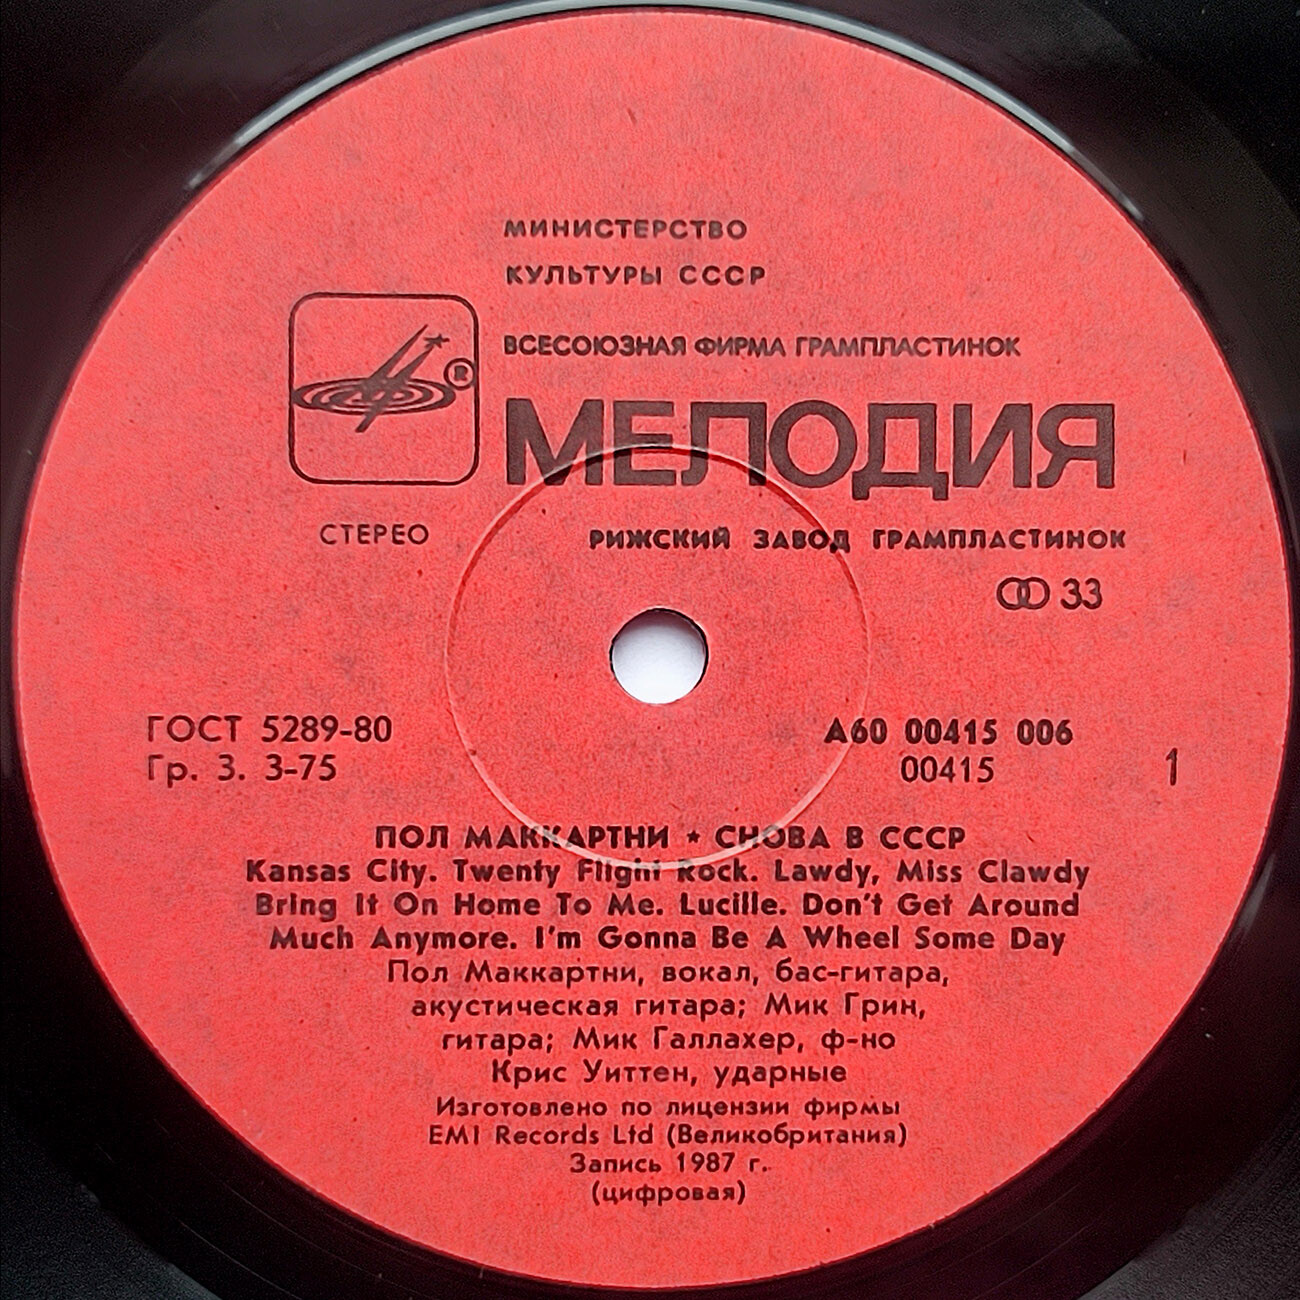 МИНИСТЕРСТВО
КУЛЬТУРЫ СССР
ВСЕСОЮЗНАЯ ФИРМА ГРАМПЛАСТИНОК
®
МЕЛОДИЯ
СТЕРЕО
РИЖСКИЙ ЗАВОД ГРАМПЛАСТИНОК
33
ГОСТ 5289-80
Гр. 3. 3-75
А60 00415 006
00415
1
ПОЛ МАККАРТНИ ★ СНОВА В СССР
Kansas City. Twenty Flight Rock. Lawdy, Miss Clawdy
Bring It On Home To Me. Lucille. Don't Get Around
Much Anymore. I'm Gonna Be A Wheel Some Day
Пол Маккартни, вокал, бас-гитара,
акустическая гитара; Мик Грин,
гитара; Мик Галлахер, ф-но
Крис Уиттен, ударные
Изготовлено по лицензии фирмы
EMI Records Ltd (Великобритания)
Запись 1987 г.
(цифровая)